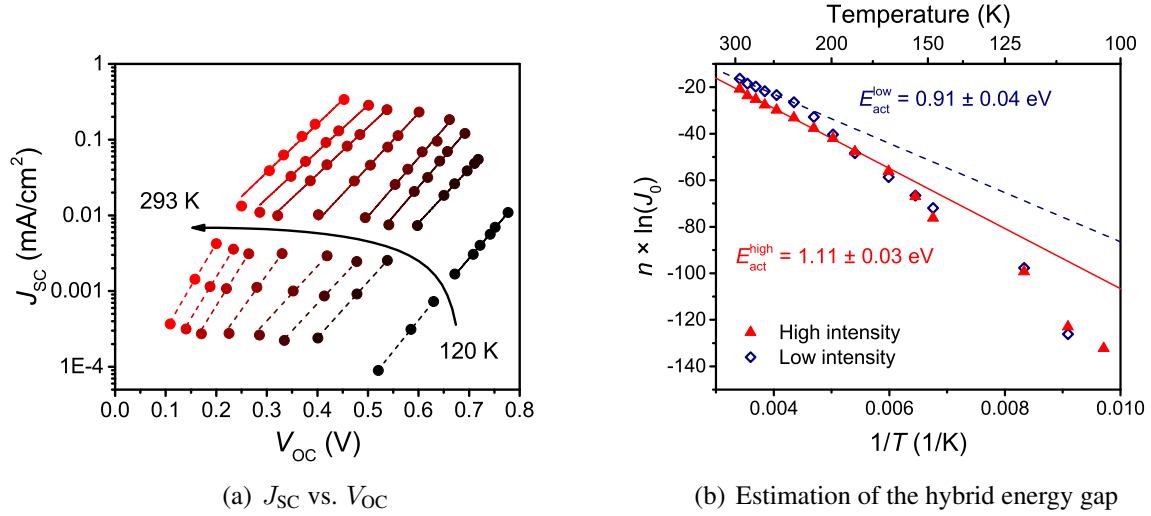 1
0.1
0.01
0.001
1E-4
J_SC (mA/cm²)
293 K
120 K
0.0 0.1 0.2 0.3 0.4 0.5 0.6 0.7 0.8
V_OC (V)
(a) J_SC vs. V_OC
Temperature (K)
300 200 150 120 100
-20
-40
-60
-80
-100
-120
-140
n × ln(J_0)
E_act^low = 0.91 ± 0.04 eV
E_act^high = 1.11 ± 0.03 eV
High intensity
Low intensity
0.004 0.006 0.008 0.010
1/T (1/K)
(b) Estimation of the hybrid energy gap